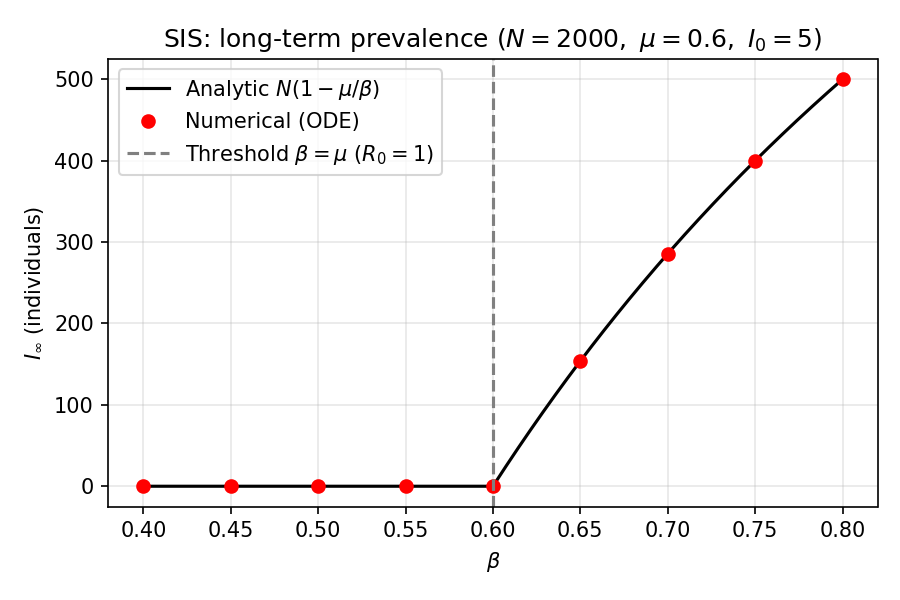 SIS: long-term prevalence (N = 2000, μ = 0.6, I₀ = 5)
Analytic N(1 − μ/β)
Numerical (ODE)
Threshold β = μ (R₀ = 1)
I∞ (individuals)
500
400
300
200
100
0
0.40 0.45 0.50 0.55 0.60 0.65 0.70 0.75 0.80
β